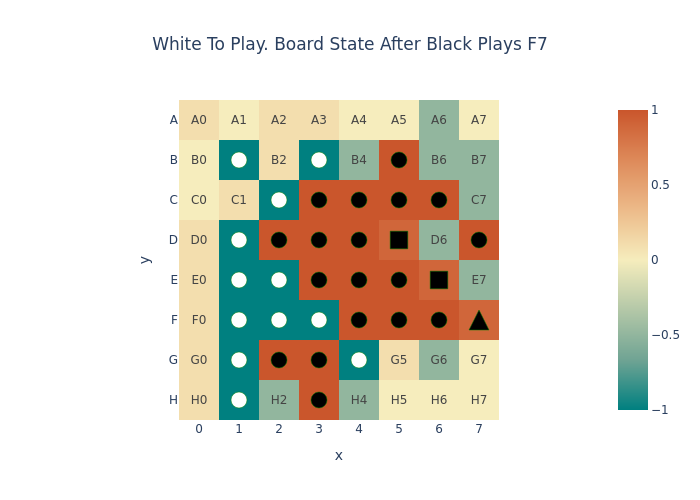 White To Play. Board State After Black Plays F7
A A0 A1 A2 A3 A4 A5 A6 A7
B B0 B2 B4 B6 B7
C C0 C1 C7
D D0 D6
E E0 E7
F F0
G G0 G5 G6 G7
H H0 H2 H4 H5 H6 H7
0 1 2 3 4 5 6 7
x
y
1
0.5
0
−0.5
−1